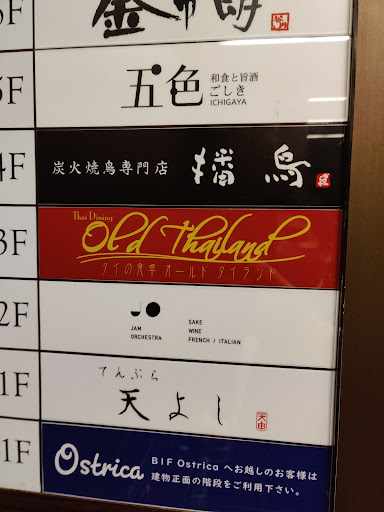 5F
五色
和食と旨酒
ごしき
ICHIGAYA
4F
炭火焼鳥専門店
播鳥
3F
Thai Dining
Old Thailand
タイの食卓 オールド タイランド
2F
JAM
ORCHESTRA
SAKE
WINE
FRENCH / ITALIAN
1F
てんぷら
天よし
天由
1F
Ostrica
B1F Ostrica へお越しのお客様は
建物正面の階段をご利用下さい。